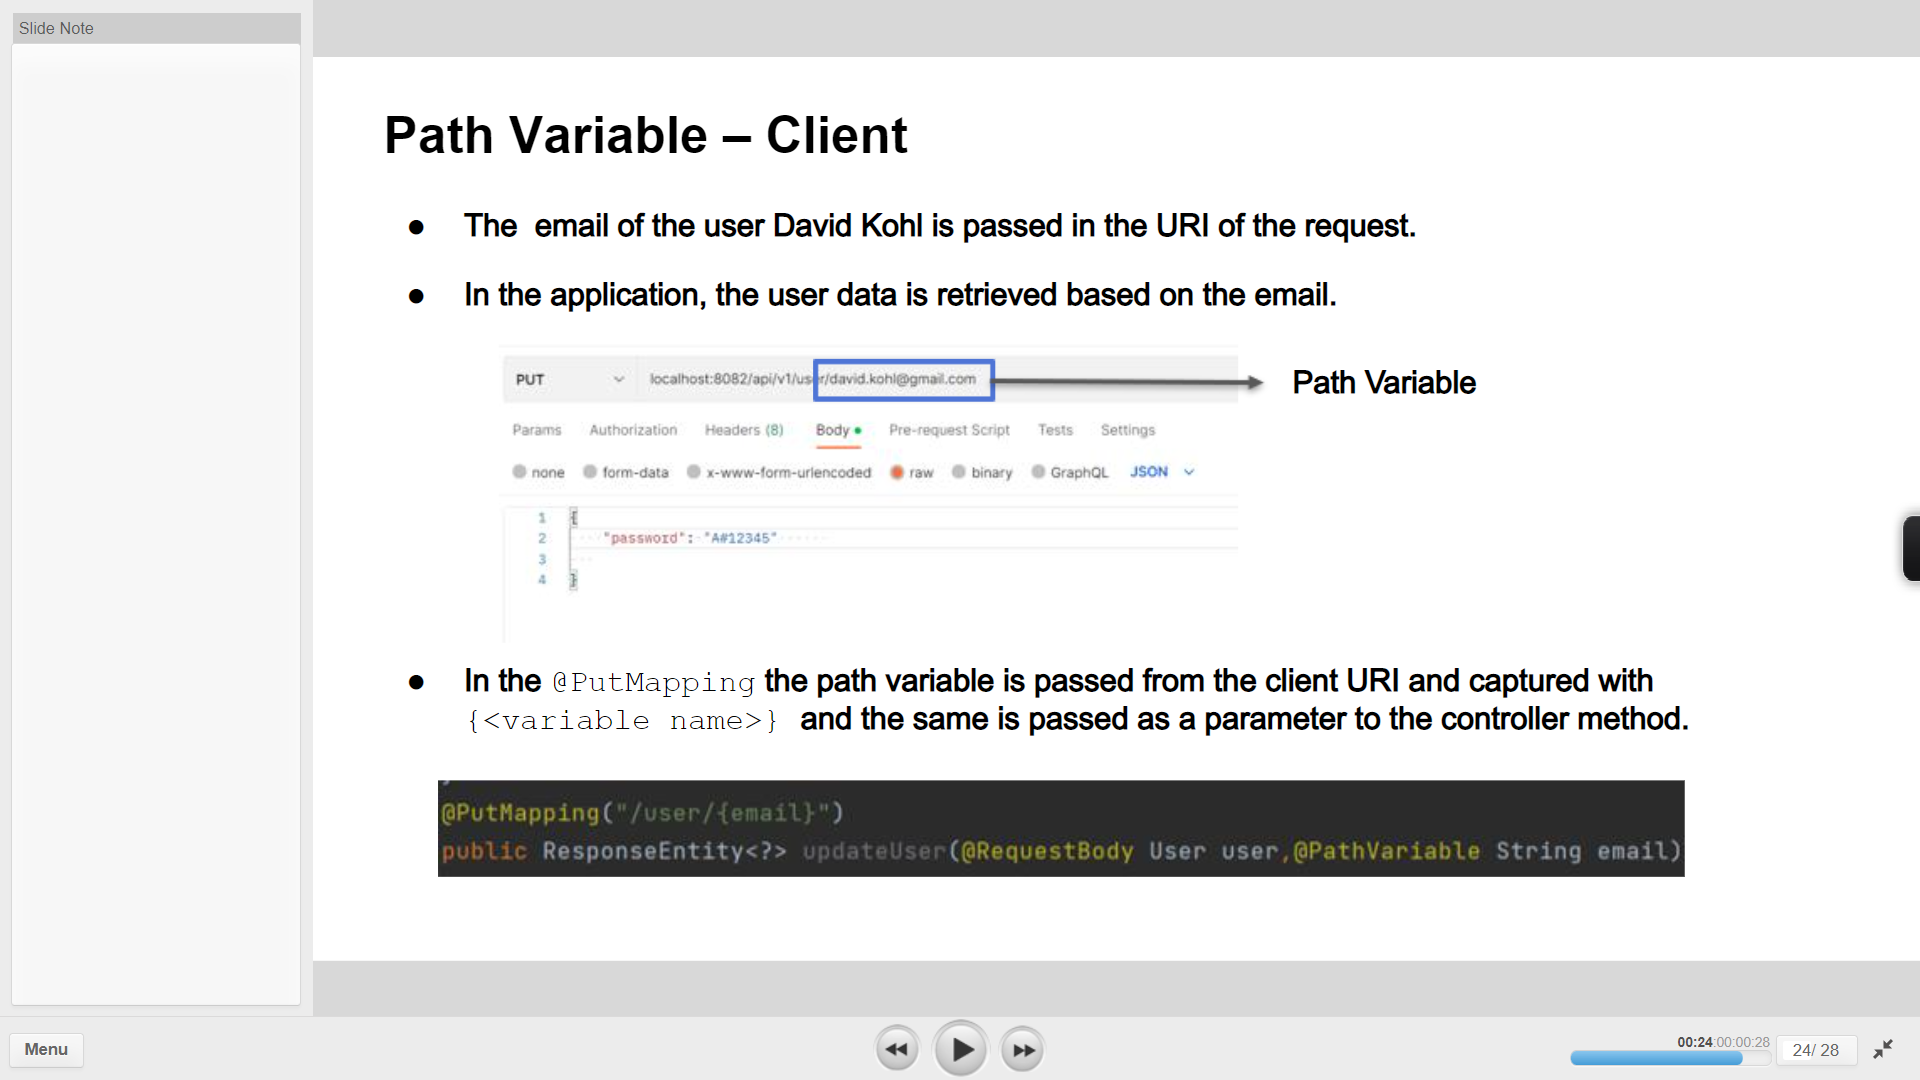 Slide Note
Path Variable – Client
● The email of the user David Kohl is passed in the URI of the request.
● In the application, the user data is retrieved based on the email.
PUT localhost:8082/api/v1/user/david.kohl@gmail.com
Path Variable
Params Authorization Headers (8) Body Pre-request Script Tests Settings
none form-data x-www-form-urlencoded raw binary GraphQL JSON
1 {
2 "password": "A#12345"
3
4 }
● In the @PutMapping the path variable is passed from the client URI and captured with
{<variable name>} and the same is passed as a parameter to the controller method.
@PutMapping("/user/{email}")
public ResponseEntity<?> updateUser(@RequestBody User user,@PathVariable String email)
Menu
00:24:00:00:28
24/ 28